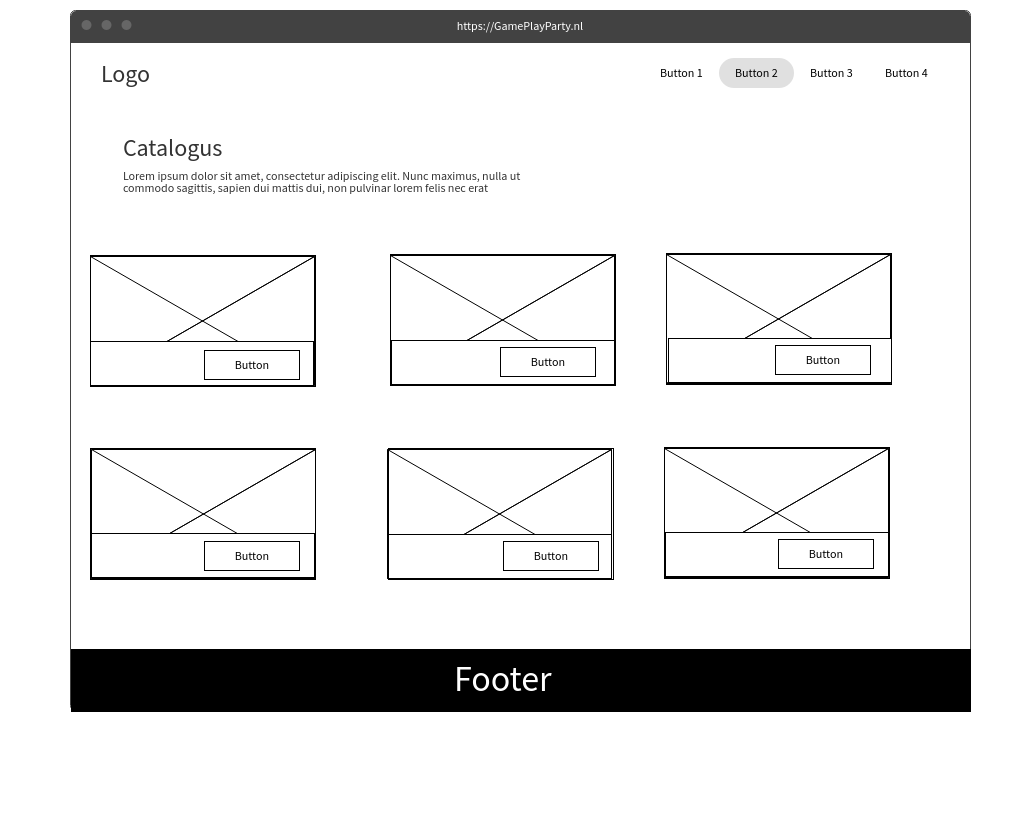 https://GamePlayParty.nl
Logo
Button 1
Button 2
Button 3
Button 4
Catalogus
Lorem ipsum dolor sit amet, consectetur adipiscing elit. Nunc maximus, nulla ut
commodo sagittis, sapien dui mattis dui, non pulvinar lorem felis nec erat
Button
Button
Button
Button
Button
Button
Footer